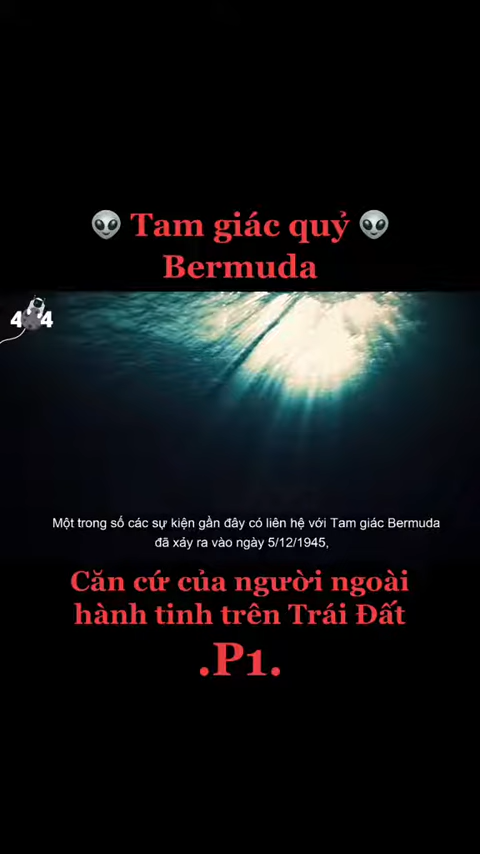 👽 Tam giác quỷ 👽
Bermuda
4 4
Một trong số các sự kiện gần đây có liên hệ với Tam giác Bermuda
đã xảy ra vào ngày 5/12/1945,
Căn cứ của người ngoài
hành tinh trên Trái Đất
.P1.